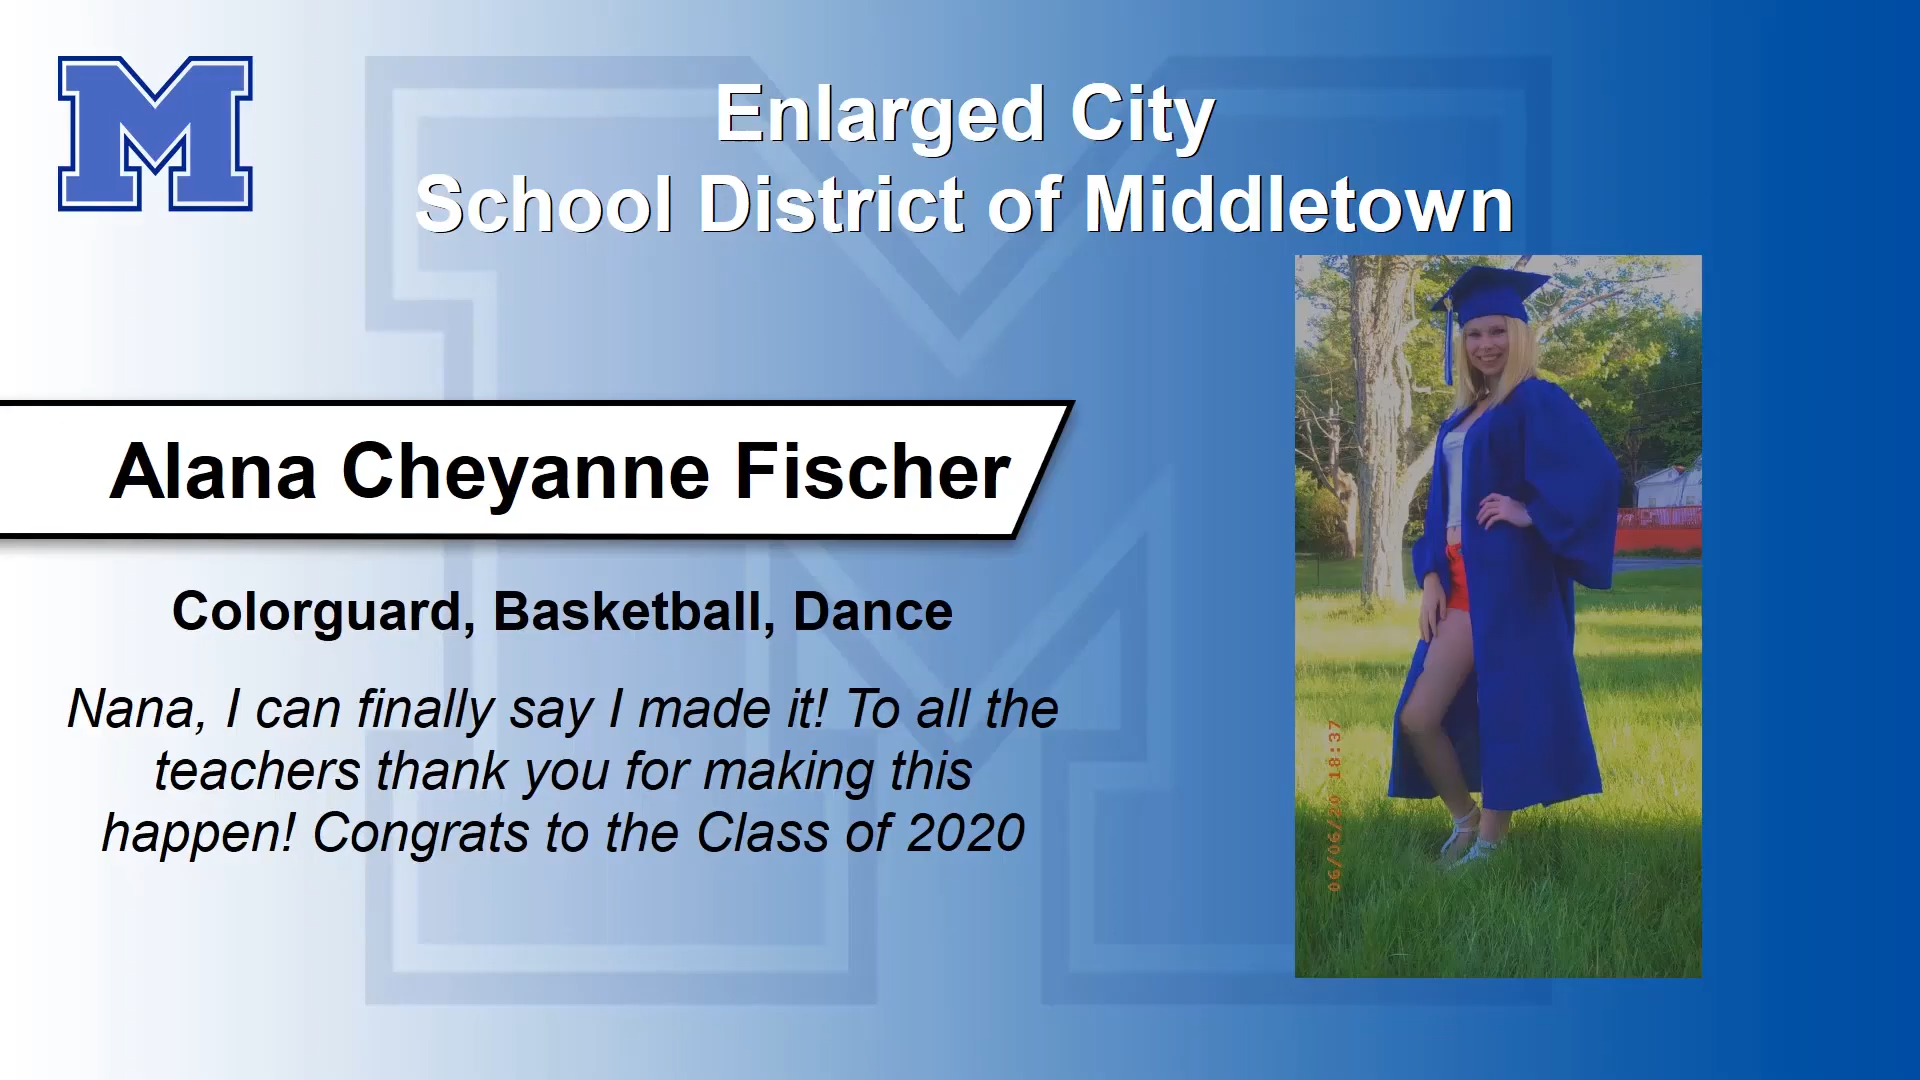 M
Enlarged City
School District of Middletown
Alana Cheyanne Fischer
Colorguard, Basketball, Dance
Nana, I can finally say I made it! To all the
teachers thank you for making this
happen! Congrats to the Class of 2020
06/06/20 18:37